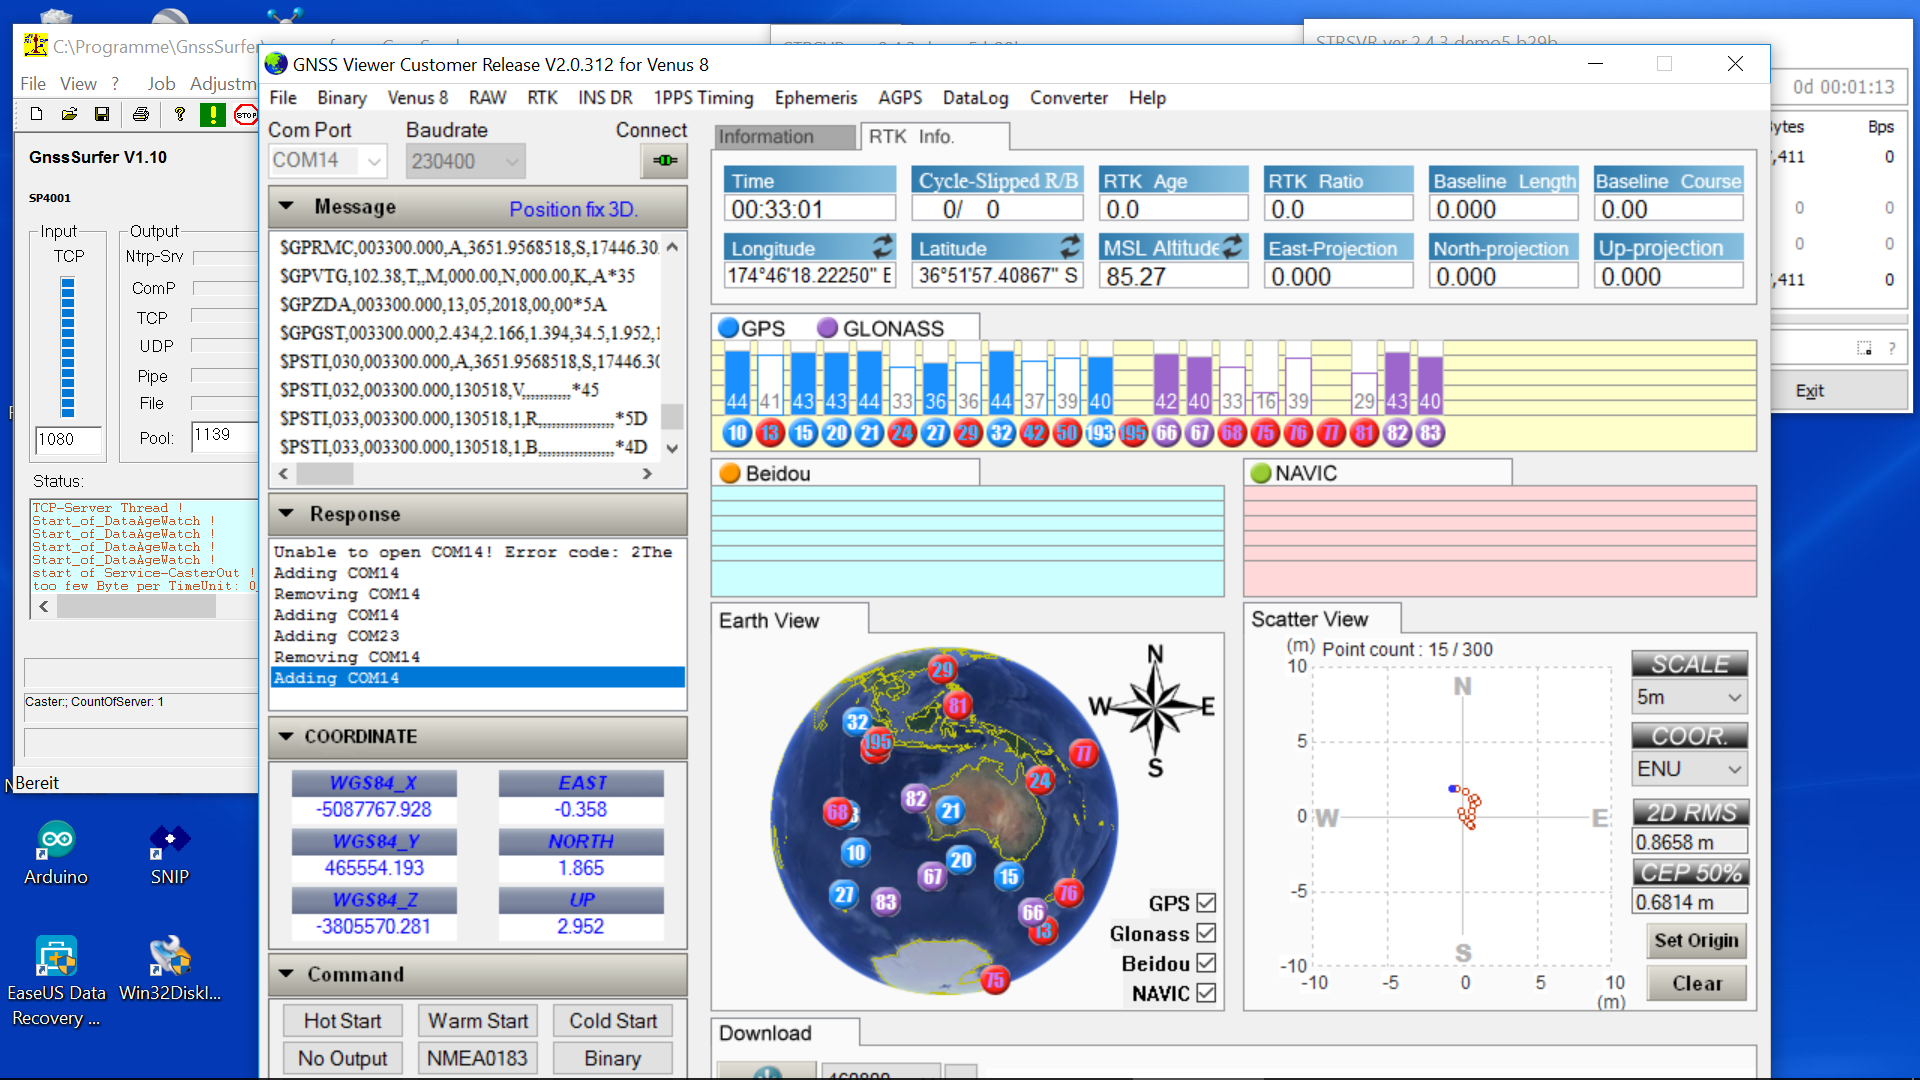 C:\Programme\GnssSurfer\
File View ? Job Adjustm
GnssSurfer V1.10
SP4001
Input
TCP
1080
Output
Ntrp-Srv
ComP
TCP
UDP
Pipe
File
Pool: 1139
Status:
TCP-Server Thread !
Start_of_DataAgeWatch !
Start_of_DataAgeWatch !
Start_of_DataAgeWatch !
Start_of_DataAgeWatch !
start of Service-CasterOut !
too few Byte per TimeUnit: 0
Caster:; CountOfServer: 1
Bereit
Arduino
SNIP
EaseUS Data
Recovery ...
Win32DiskI...
GNSS Viewer Customer Release V2.0.312 for Venus 8
File Binary Venus 8 RAW RTK INS DR 1PPS Timing Ephemeris AGPS DataLog Converter Help
Com Port Baudrate Connect
COM14 230400
Message Position fix 3D.
$GPRMC,003300.000,A,3651.9568518,S,17446.30
$GPVTG,102.38,T,,M,000.00,N,000.00,K,A*35
$GPZDA,003300.000,13,05,2018,00,00*5A
$GPGST,003300.000,2.434,2.166,1.394,34.5,1.952,1
$PSTI,030,003300.000,A,3651.9568518,S,17446.30
$PSTI,032,003300.000,130518,V,,,,,,,,,,,*45
$PSTI,033,003300.000,130518,1,R,,,,,,,,,,,,,,,,,,*5D
$PSTI,033,003300.000,130518,1,B,,,,,,,,,,,,,,,,,,*4D
Response
Unable to open COM14! Error code: 2The
Adding COM14
Removing COM14
Adding COM14
Adding COM23
Removing COM14
Adding COM14
COORDINATE
WGS84_X EAST
-5087767.928 -0.358
WGS84_Y NORTH
465554.193 1.865
WGS84_Z UP
-3805570.281 2.952
Command
Hot Start Warm Start Cold Start
No Output NMEA0183 Binary
Information RTK Info.
Time Cycle-Slipped R/B RTK Age RTK Ratio Baseline Length Baseline Course
00:33:01 0/ 0 0.0 0.0 0.000 0.00
Longitude Latitude MSL Altitude East-Projection North-projection Up-projection
174°46'18.22250" E 36°51'57.40867" S 85.27 0.000 0.000 0.000
GPS GLONASS
44 41 43 43 44 33 36 36 44 37 39 40 42 40 33 16 39 29 43 40
10 13 15 20 21 24 27 29 32 42 50 193 195 66 67 68 75 76 77 81 82 83
Beidou
NAVIC
Earth View
N
W E
S
29
81
32
195
77
24
82
21
68
10
20
67
15
27
83
76
66
13
75
GPS
Glonass
Beidou
NAVIC
Scatter View
(m) Point count : 15 / 300
10
5
0
-5
-10
N
W E
S
-10 -5 0 5 10
(m)
SCALE
5m
COOR.
ENU
2D RMS
0.8658 m
CEP 50%
0.6814 m
Set Origin
Clear
Download
STRSVR ver 2.4.3 demo5 b29b
0d 00:01:13
ytes Bps
,411 0
0 0
0 0
,411 0
?
Exit